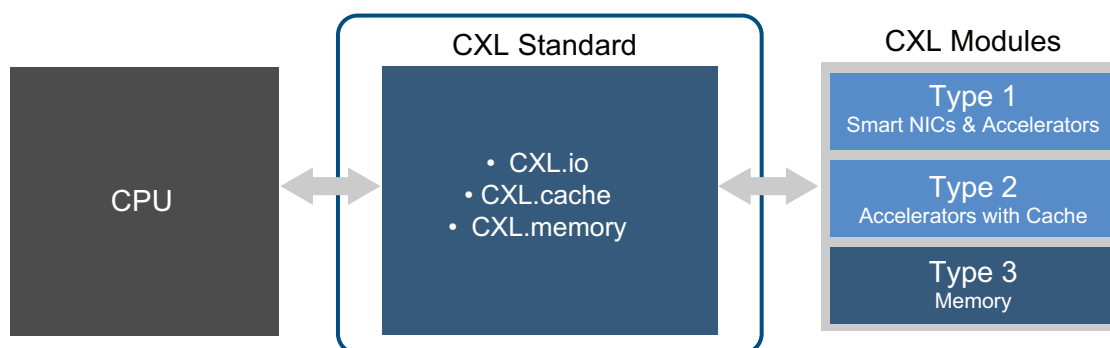 CPU
CXL Standard
• CXL.io
• CXL.cache
• CXL.memory
CXL Modules
Type 1
Smart NICs & Accelerators
Type 2
Accelerators with Cache
Type 3
Memory